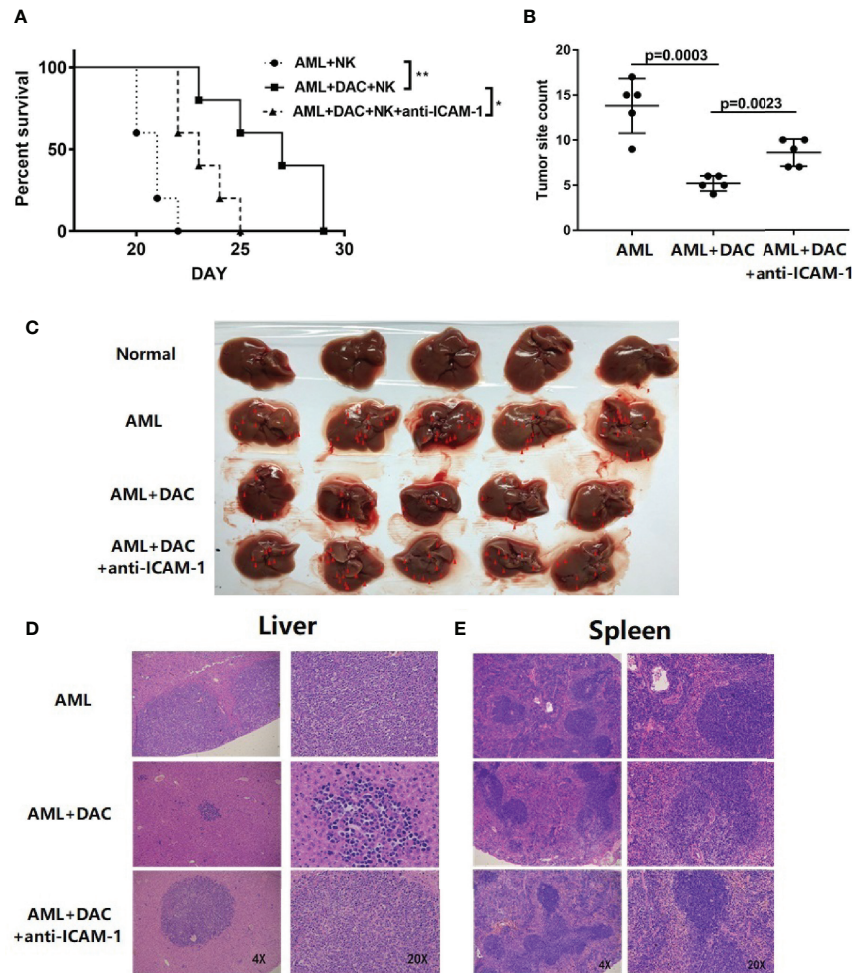 A
Percent survival
100
50
0
20
25
30
DAY
AML+NK
AML+DAC+NK
AML+DAC+NK+anti-ICAM-1
**
*
B
Tumor site count
20
15
10
5
0
p=0.0003
p=0.0023
AML
AML+DAC
AML+DAC
+anti-ICAM-1
C
Normal
AML
AML+DAC
AML+DAC
+anti-ICAM-1
D
Liver
AML
AML+DAC
AML+DAC
+anti-ICAM-1
4X
20X
E
Spleen
4X
20X